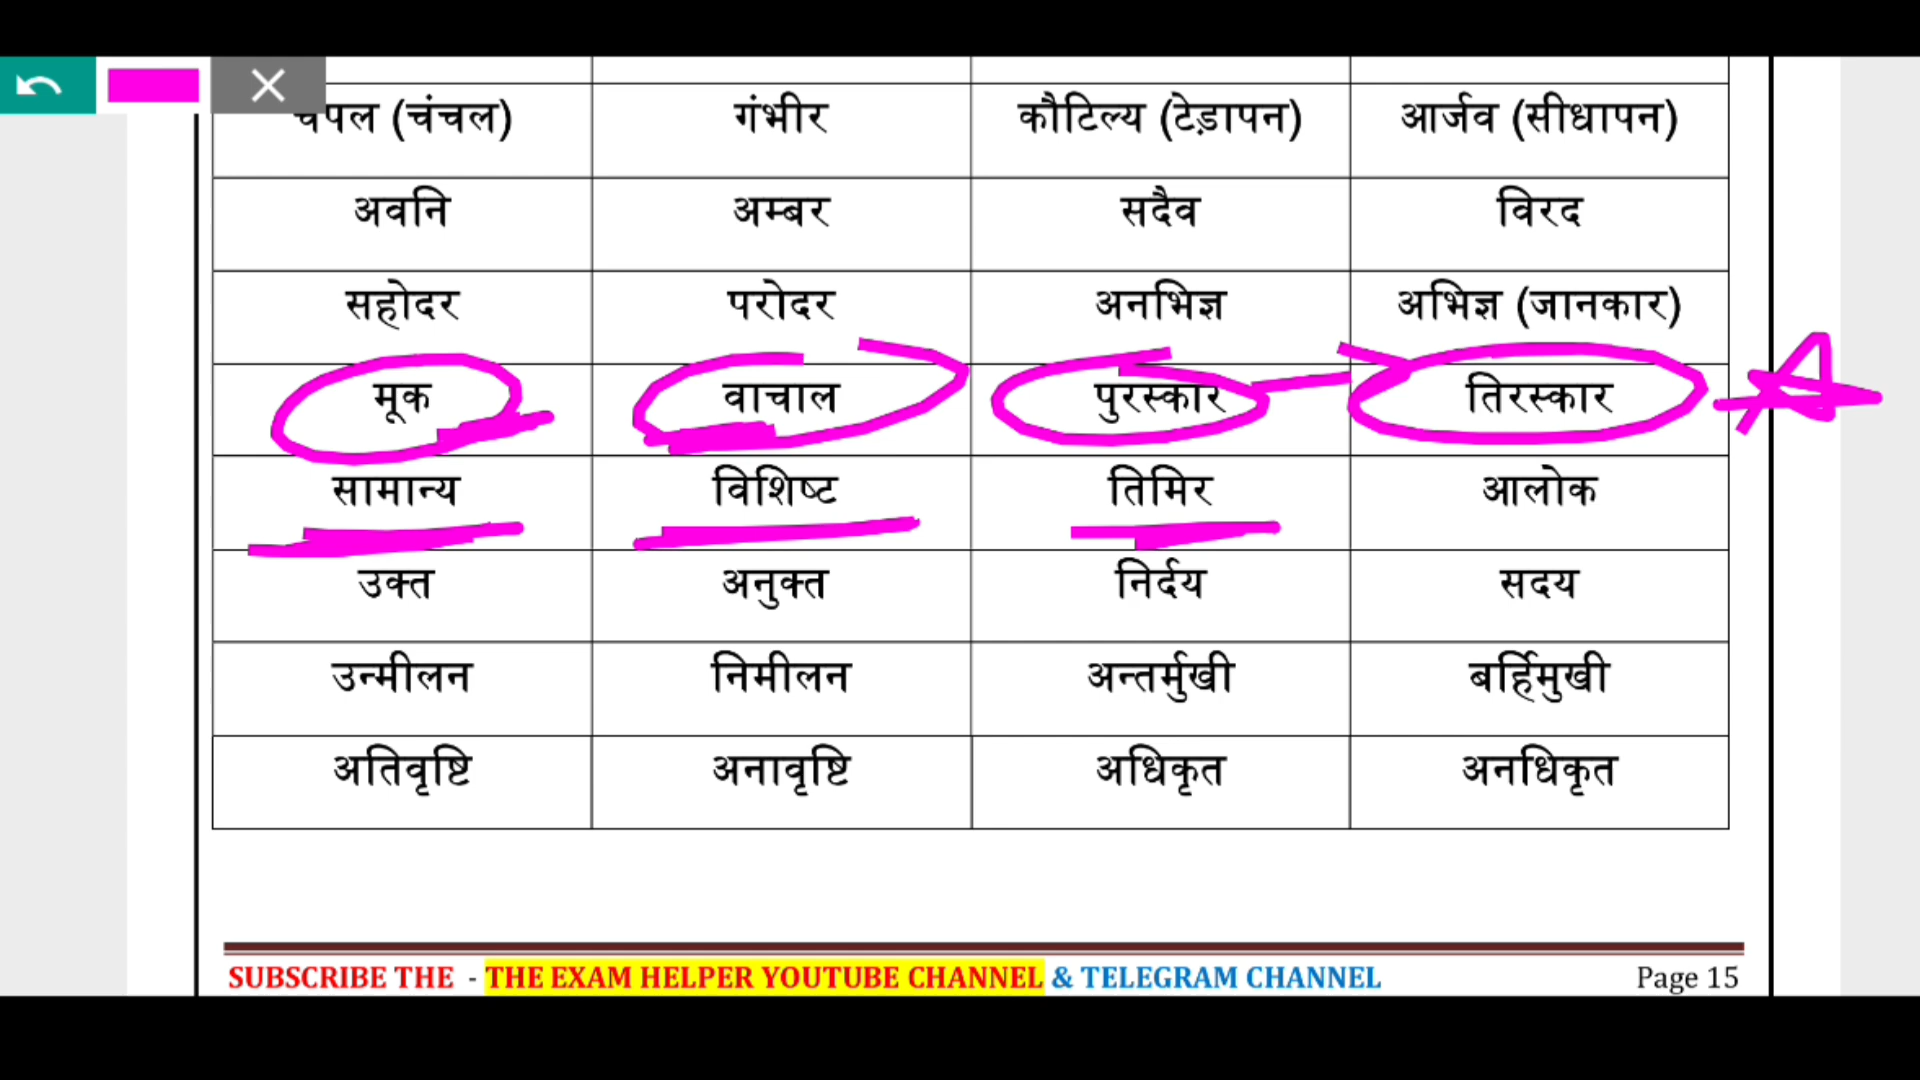 चपल (चंचल) गंभीर कौटिल्य (टेड़ापन) आर्जव (सीधापन)
अवनि अम्बर सदैव विरद
सहोदर परोदर अनभिज्ञ अभिज्ञ (जानकार)
मूक वाचाल पुरस्कार तिरस्कार
सामान्य विशिष्ट तिमिर आलोक
उक्त अनुक्त निर्दय सदय
उन्मीलन निमीलन अन्तर्मुखी बर्हिमुखी
अतिवृष्टि अनावृष्टि अधिकृत अनधिकृत
SUBSCRIBE THE - THE EXAM HELPER YOUTUBE CHANNEL & TELEGRAM CHANNEL Page 15